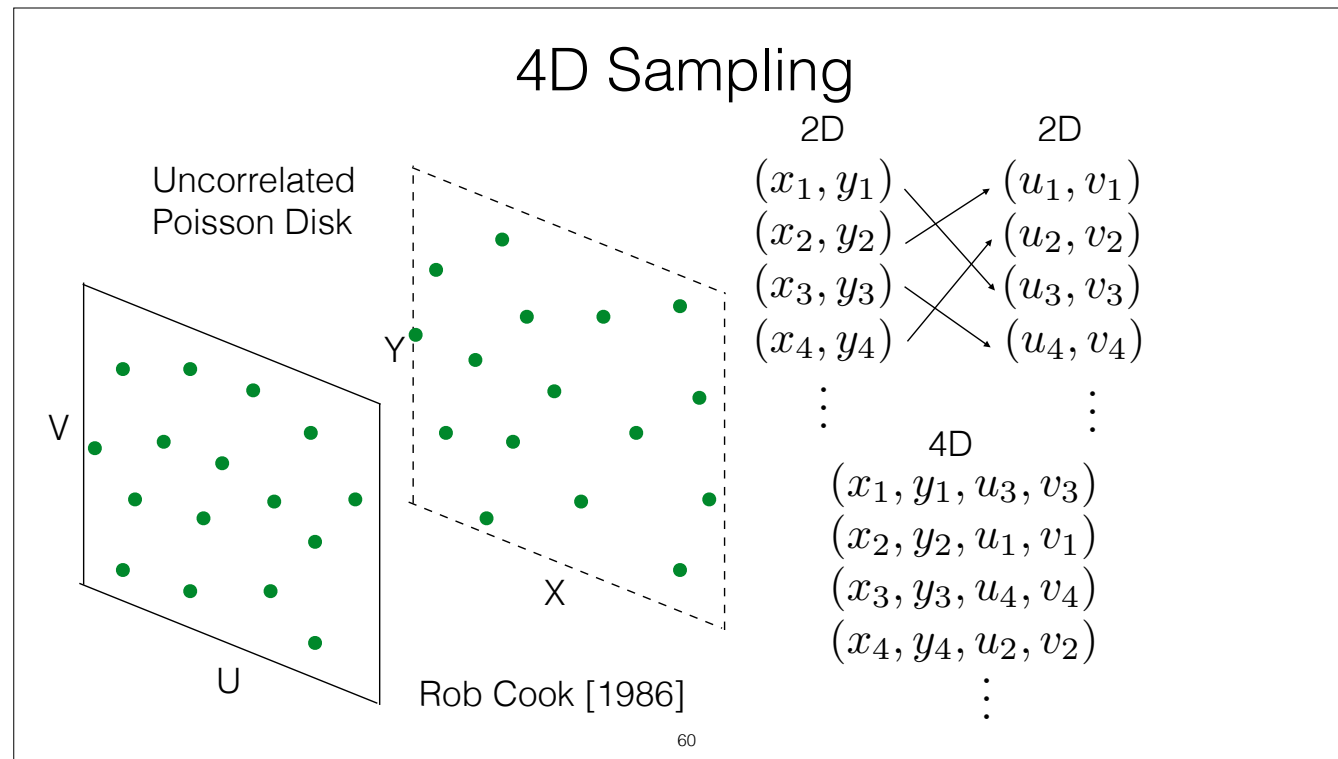 4D Sampling
Uncorrelated
Poisson Disk
V
U
Y
X
Rob Cook [1986]
2D 2D
(x₁, y₁) (u₁, v₁)
(x₂, y₂) (u₂, v₂)
(x₃, y₃) (u₃, v₃)
(x₄, y₄) (u₄, v₄)
⋮ ⋮
4D
(x₁, y₁, u₃, v₃)
(x₂, y₂, u₁, v₁)
(x₃, y₃, u₄, v₄)
(x₄, y₄, u₂, v₂)
⋮
60